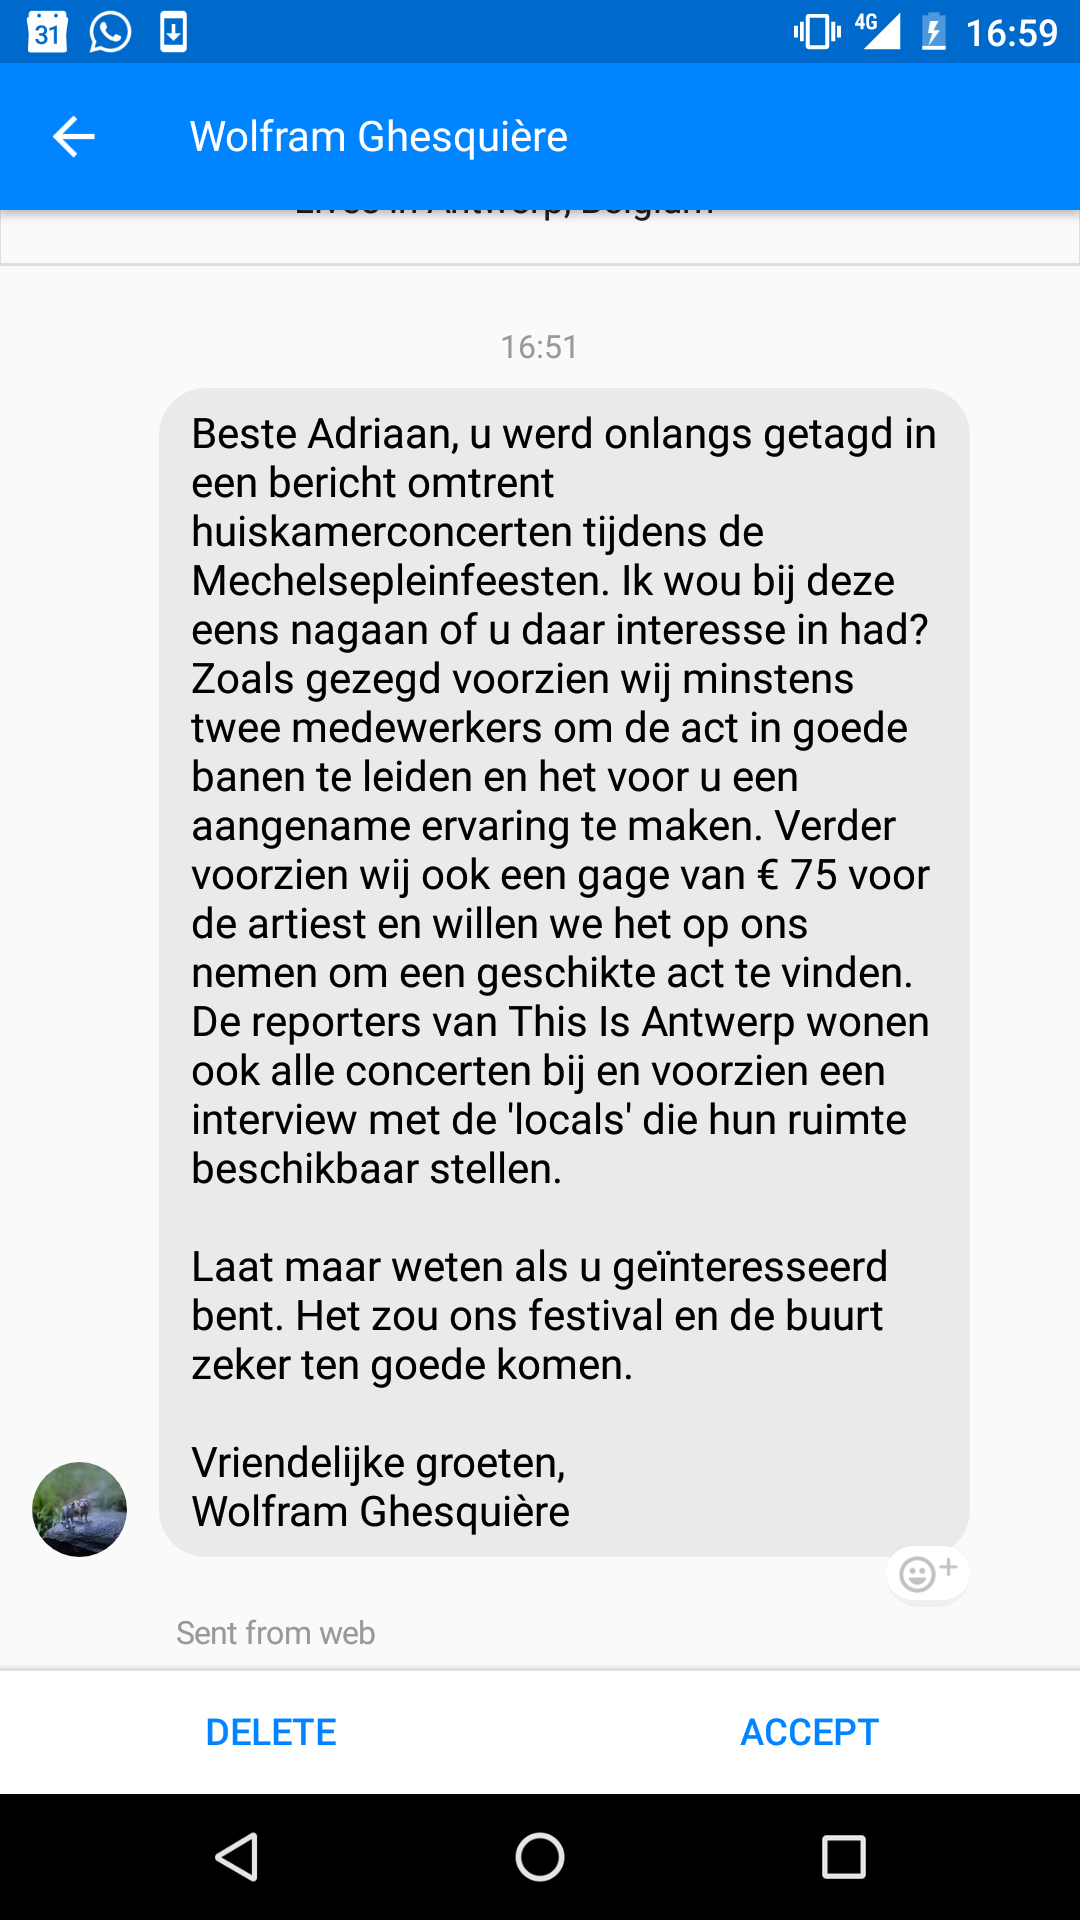 31
4G
16:59
Wolfram Ghesquière
Lives in Antwerp, Belgium
16:51
Beste Adriaan, u werd onlangs getagd in
een bericht omtrent
huiskamerconcerten tijdens de
Mechelsepleinfeesten. Ik wou bij deze
eens nagaan of u daar interesse in had?
Zoals gezegd voorzien wij minstens
twee medewerkers om de act in goede
banen te leiden en het voor u een
aangename ervaring te maken. Verder
voorzien wij ook een gage van € 75 voor
de artiest en willen we het op ons
nemen om een geschikte act te vinden.
De reporters van This Is Antwerp wonen
ook alle concerten bij en voorzien een
interview met de 'locals' die hun ruimte
beschikbaar stellen.
Laat maar weten als u geïnteresseerd
bent. Het zou ons festival en de buurt
zeker ten goede komen.
Vriendelijke groeten,
Wolfram Ghesquière
Sent from web
DELETE
ACCEPT